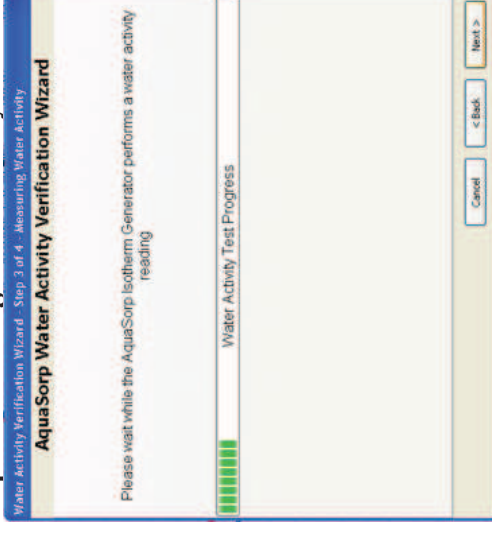 Water Activity Verification Wizard - Step 3 of 4 - Measuring Water Activity
AquaSorp Water Activity Verification Wizard
Please wait while the AquaSorp Isotherm Generator performs a water activity
reading
Water Activity Test Progress
Cancel
< Back
Next >